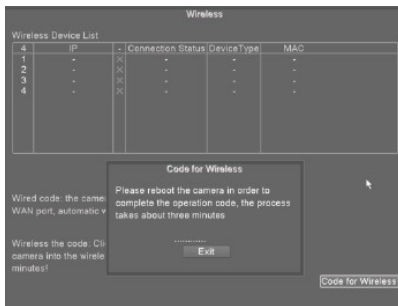 Wireless
Wireless Device List
4 IP - Connection Status DeviceType MAC
1 - × - - -
2 - × - - -
3 - × - - -
4 - × - - -
Code for Wireless
Please reboot the camera in order to
complete the operation code, the process
takes about three minutes
Exit
Wired code: the came
WAN port, automatic w
Wireless the code: Cli
camera into the wirele
minutes!
Code for Wireless